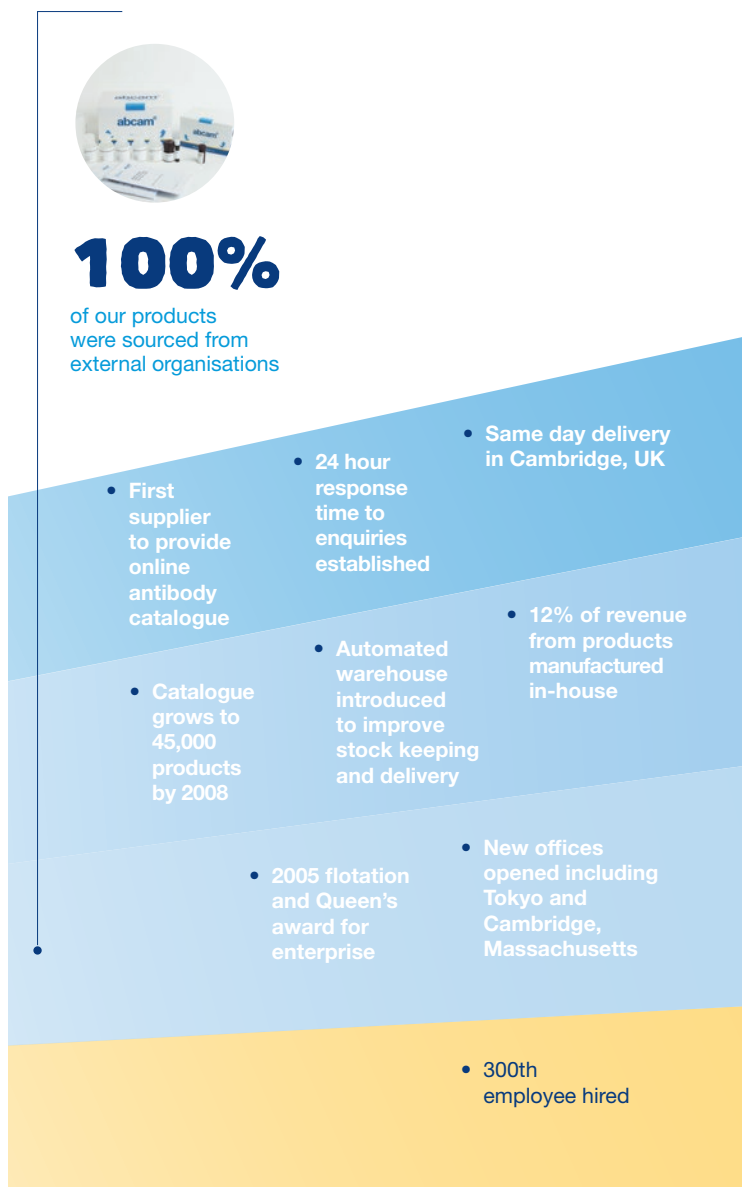 abcam
abcam
abcam
100%
of our products
were sourced from
external organisations
First
supplier
to provide
online
antibody
catalogue
24 hour
response
time to
enquiries
established
Same day delivery
in Cambridge, UK
Catalogue
grows to
45,000
products
by 2008
Automated
warehouse
introduced
to improve
stock keeping
and delivery
12% of revenue
from products
manufactured
in-house
2005 flotation
and Queen’s
award for
enterprise
New offices
opened including
Tokyo and
Cambridge,
Massachusetts
300th
employee hired